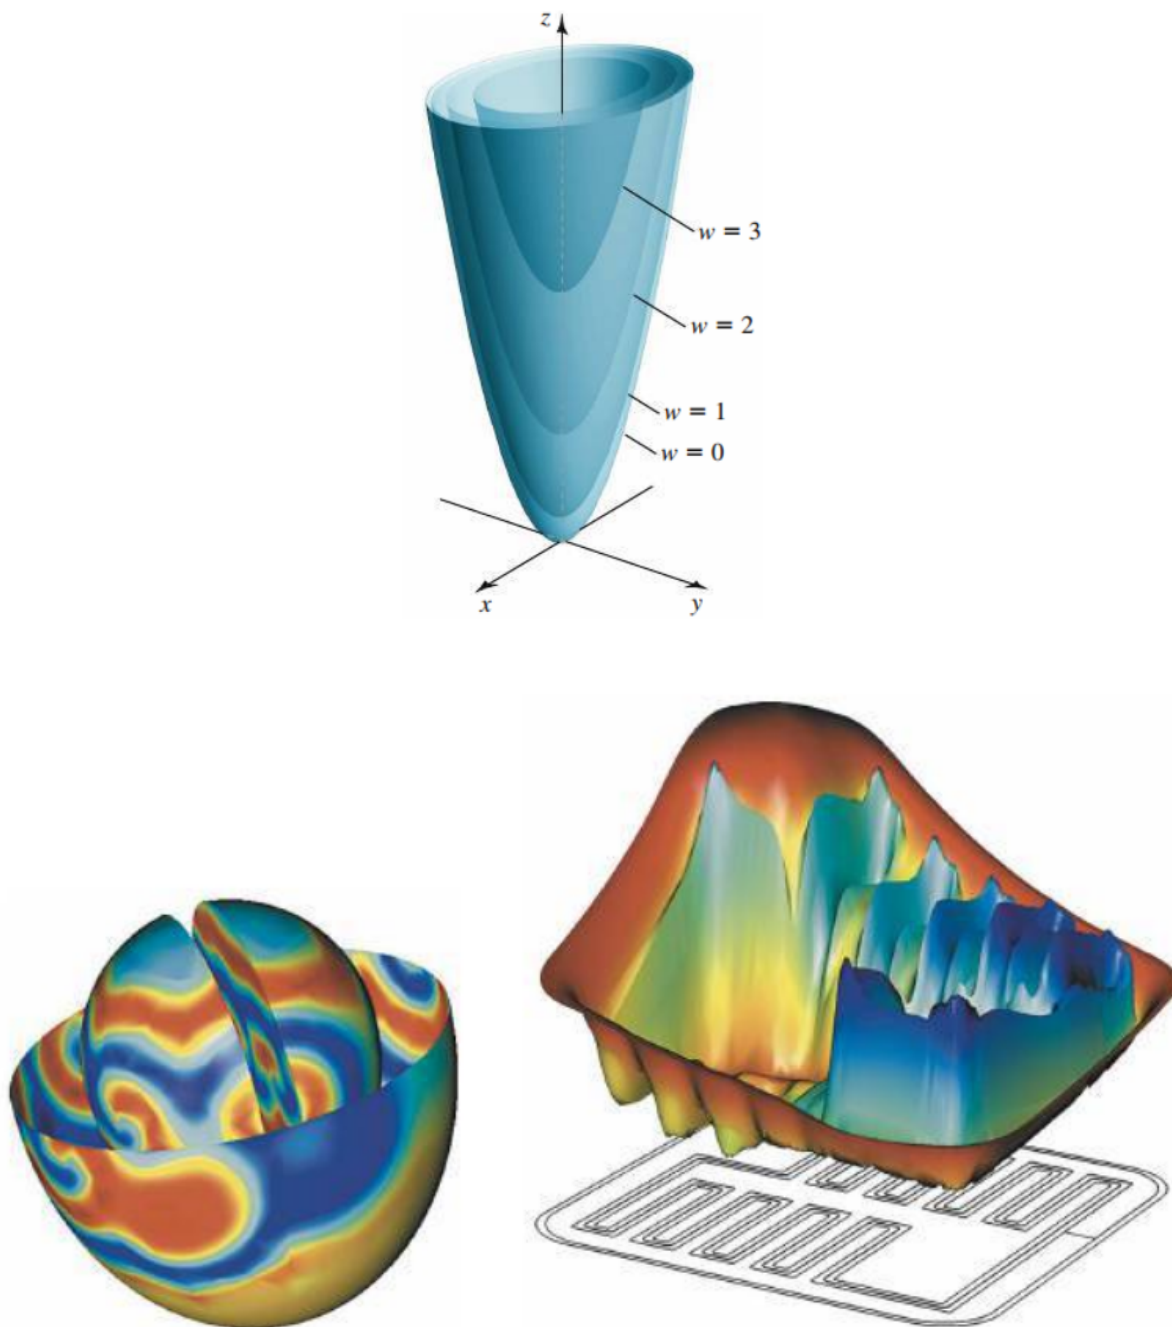 z
w = 3
w = 2
w = 1
w = 0
x
y